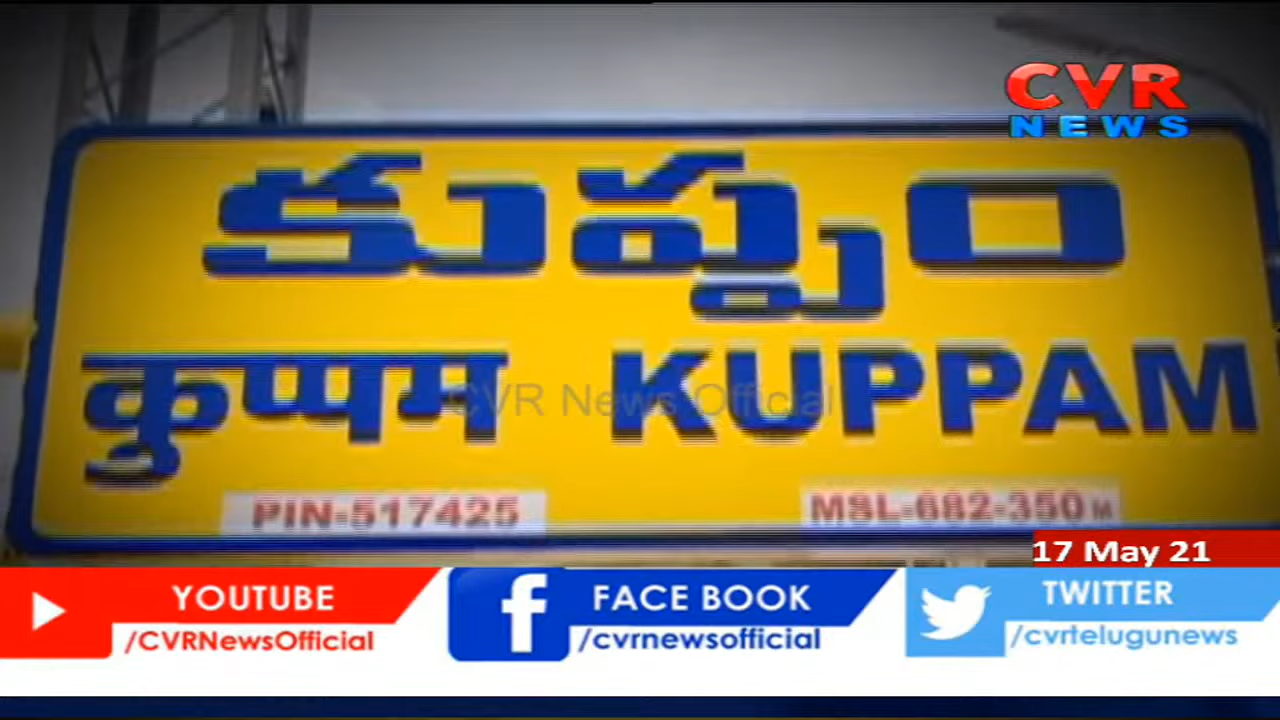 CVR
NEWS
కుప్పం
कुप्पम KUPPAM
CVR News Official
PIN-517425 MSL-682-350 M
17 May 21
YOUTUBE
/CVRNewsOfficial
FACE BOOK
/cvrnewsofficial
TWITTER
/cvrtelugunews